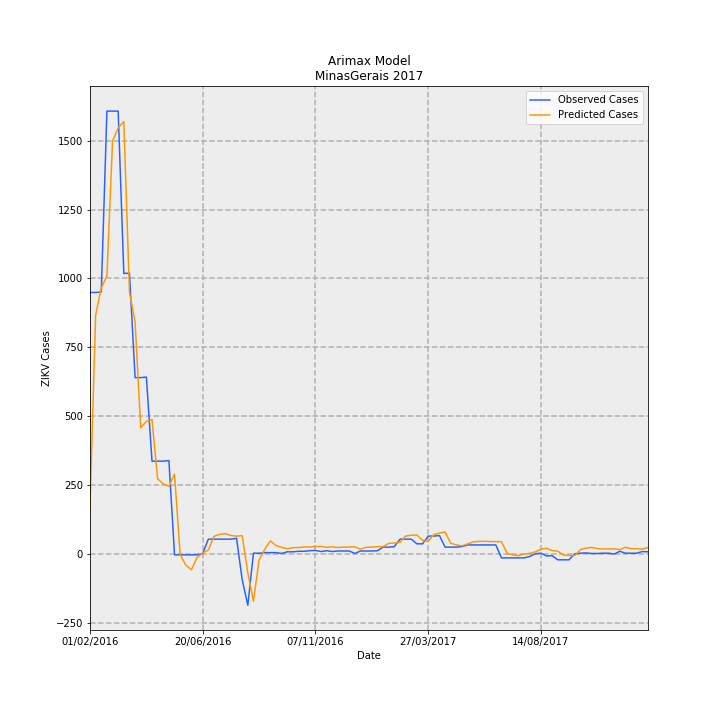 Arimax Model
MinasGerais 2017
Observed Cases
Predicted Cases
ZIKV Cases
1500
1250
1000
750
500
250
0
−250
01/02/2016
20/06/2016
07/11/2016
27/03/2017
14/08/2017
Date